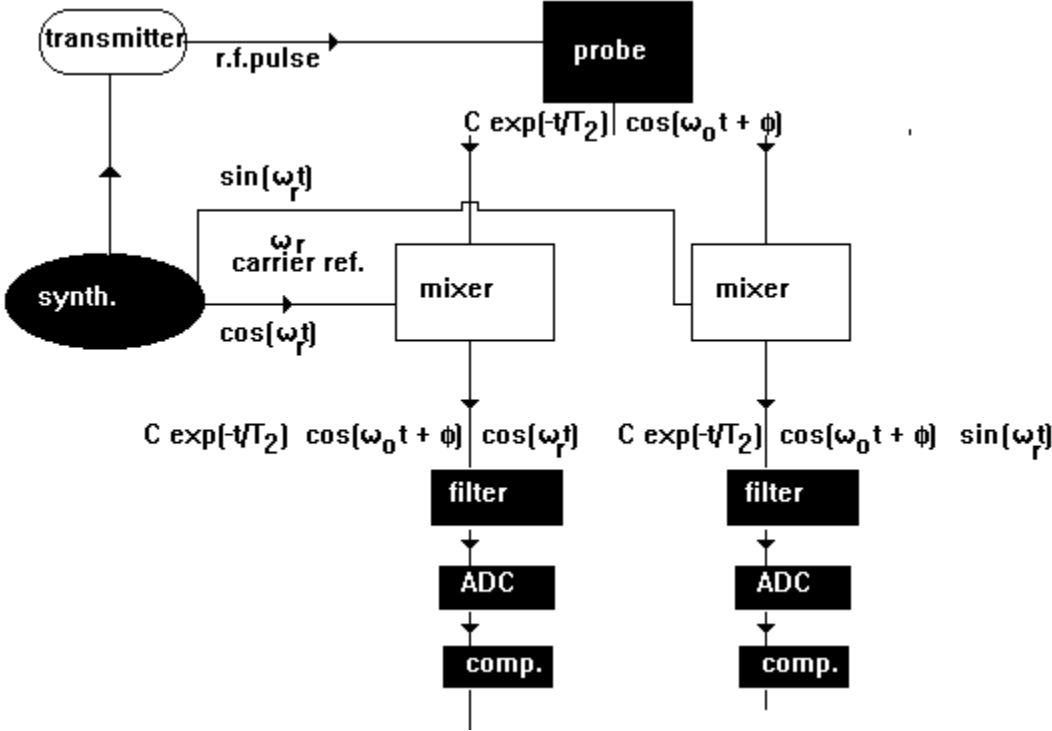 transmitter
r.f.pulse
probe
C exp(-t/T₂) cos(ω₀t + ϕ)
sin(ωᵣt)
ωᵣ
carrier ref.
synth.
mixer
mixer
cos(ωᵣt)
C exp(-t/T₂) cos(ω₀t + ϕ) cos(ωᵣt)
C exp(-t/T₂) cos(ω₀t + ϕ) sin(ωᵣt)
filter
filter
ADC
ADC
comp.
comp.